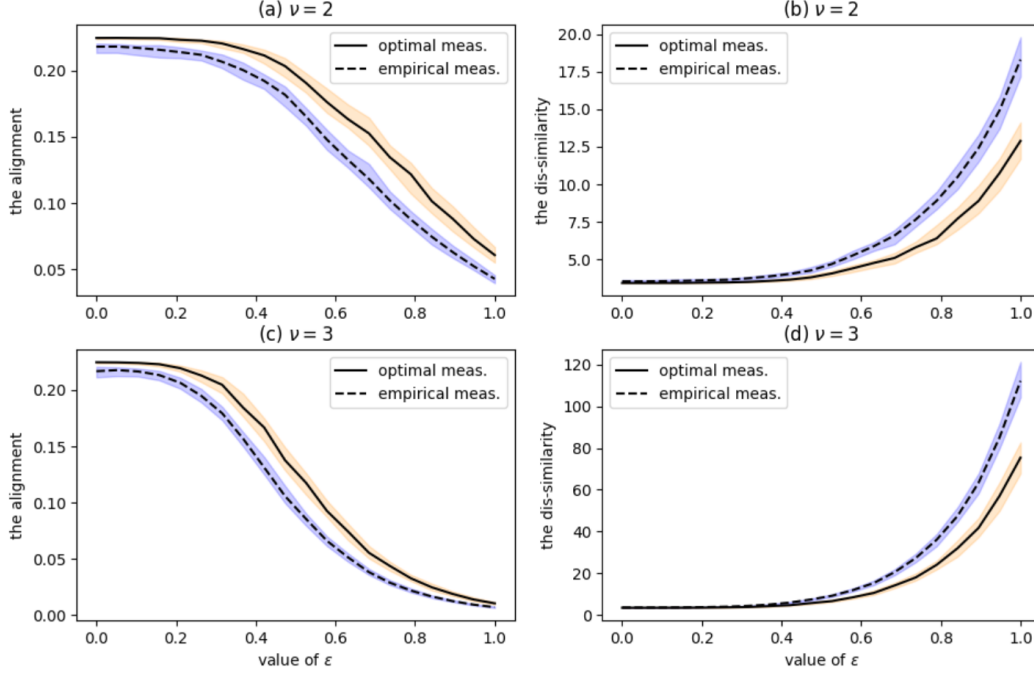 (a) ν = 2
the alignment
0.20
0.15
0.10
0.05
optimal meas.
empirical meas.
0.0 0.2 0.4 0.6 0.8 1.0
(b) ν = 2
the dis-similarity
20.0
17.5
15.0
12.5
10.0
7.5
5.0
optimal meas.
empirical meas.
0.0 0.2 0.4 0.6 0.8 1.0
(c) ν = 3
the alignment
0.20
0.15
0.10
0.05
0.00
optimal meas.
empirical meas.
0.0 0.2 0.4 0.6 0.8 1.0
value of ε
(d) ν = 3
the dis-similarity
120
100
80
60
40
20
0
optimal meas.
empirical meas.
0.0 0.2 0.4 0.6 0.8 1.0
value of ε